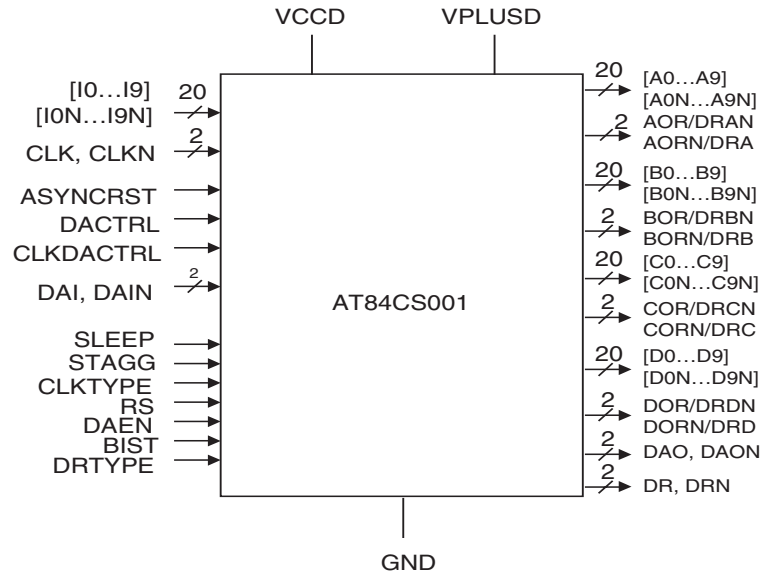 VCCD
VPLUSD
[I0...I9]
20
[I0N...I9N]
2
CLK, CLKN
ASYNCRST
DACTRL
CLKDACTRL
2
DAI, DAIN
SLEEP
STAGG
CLKTYPE
RS
DAEN
BIST
DRTYPE
AT84CS001
20
[A0...A9]
[A0N...A9N]
2
AOR/DRAN
AORN/DRA
20
[B0...B9]
[B0N...B9N]
2
BOR/DRBN
BORN/DRB
20
[C0...C9]
[C0N...C9N]
2
COR/DRCN
CORN/DRC
20
[D0...D9]
[D0N...D9N]
2
DOR/DRDN
DORN/DRD
2
DAO, DAON
2
DR, DRN
GND